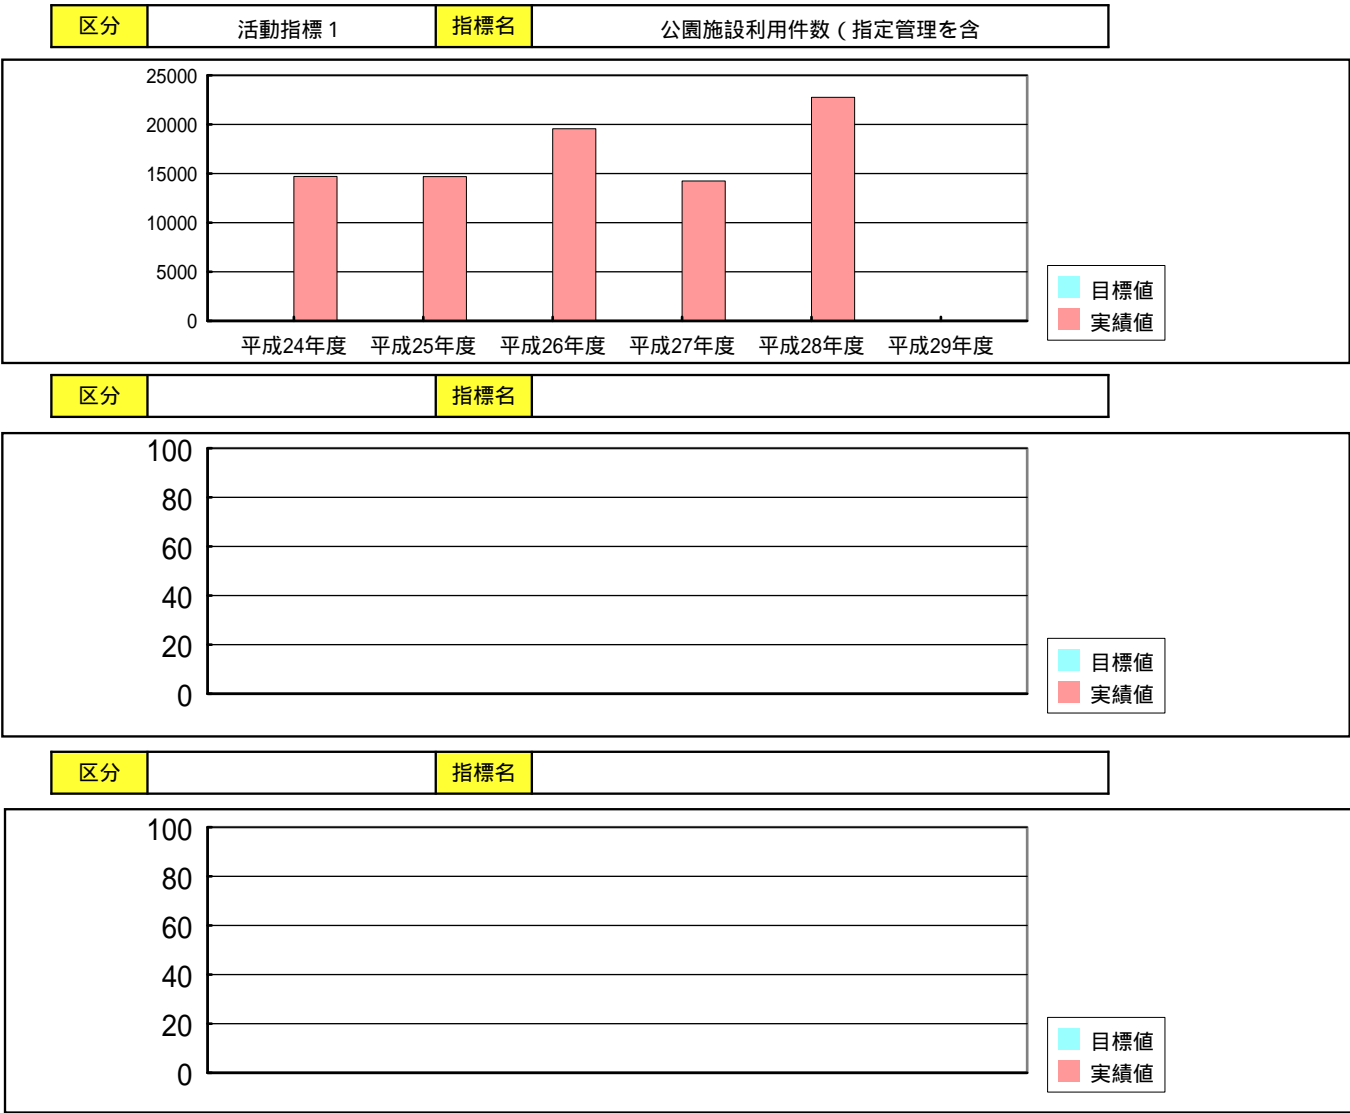 区分 活動指標1 指標名 公園施設利用件数(指定管理を含
25000
20000
15000
10000
5000
0
平成24年度 平成25年度 平成26年度 平成27年度 平成28年度 平成29年度
目標値
実績値
区分 指標名
100
80
60
40
20
0
目標値
実績値
区分 指標名
100
80
60
40
20
0
目標値
実績値